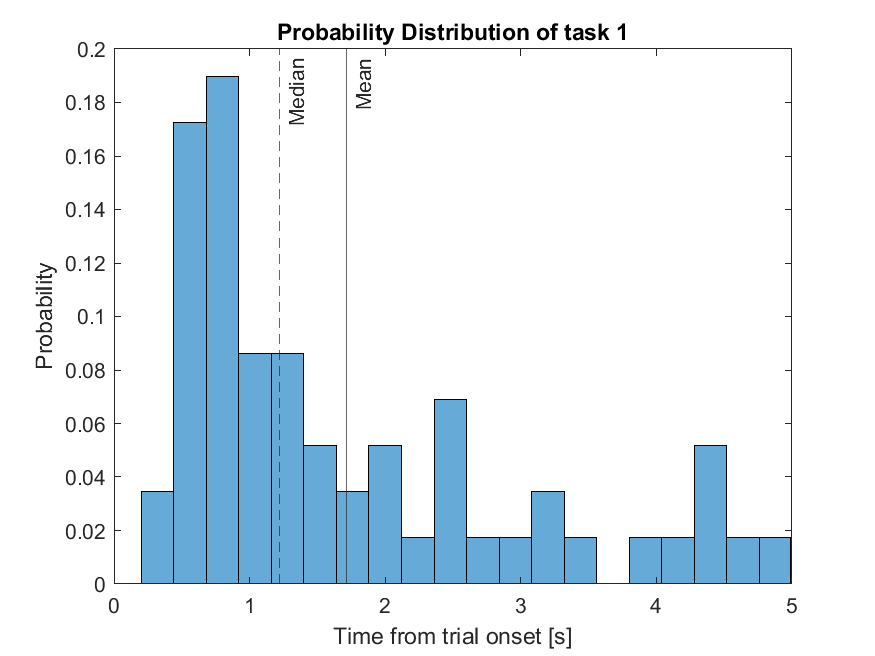 Probability Distribution of task 1
0.2
0.18
0.16
0.14
0.12
0.1
0.08
0.06
0.04
0.02
0
Probability
Median
Mean
0 1 2 3 4 5
Time from trial onset [s]